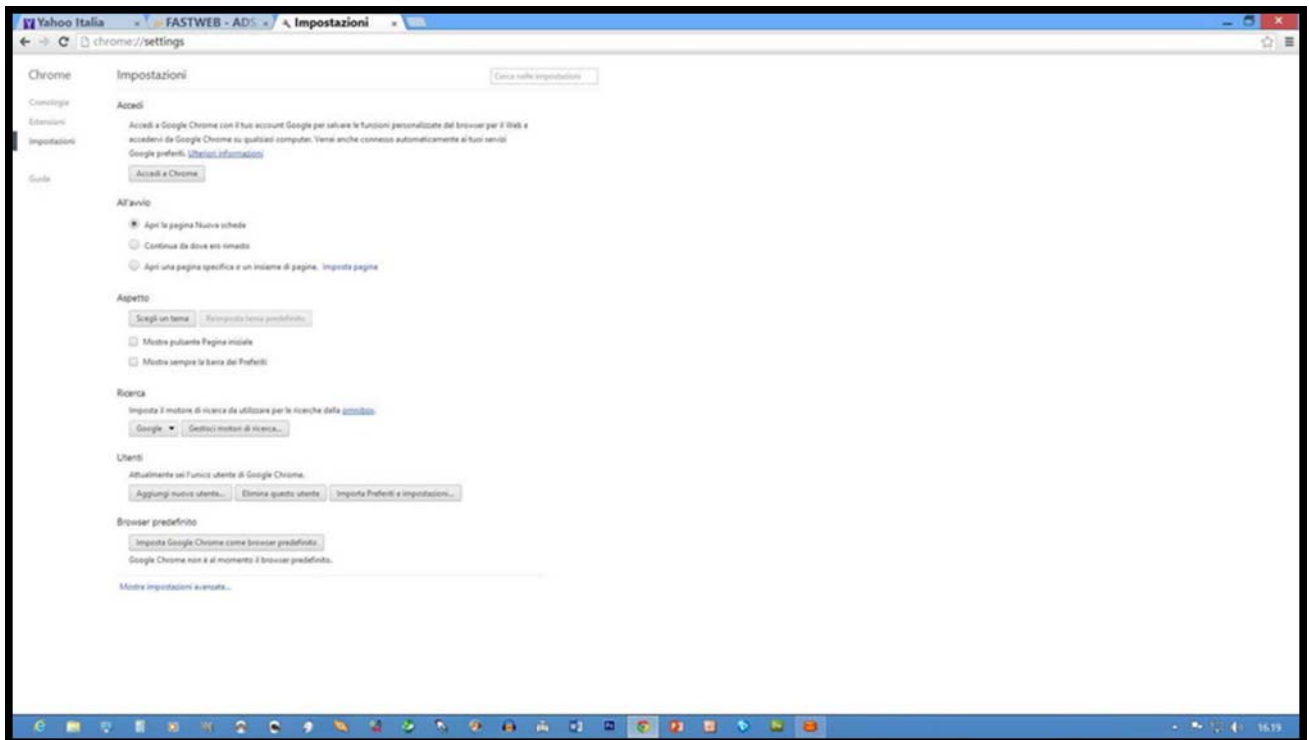 Yahoo Italia
FASTWEB - ADS
Impostazioni
chrome://settings
Chrome
Impostazioni
Cerca nelle impostazioni
Cronologia
Estensioni
Impostazioni
Guida
Accedi
Accedi a Google Chrome con il tuo account Google per salvare le funzioni personalizzate del browser per il Web e
accedervi da Google Chrome su qualsiasi computer. Verrai anche connesso automaticamente ai tuoi servizi
Google preferiti. Ulteriori informazioni
Accedi a Chrome
All'avvio
Apri la pagina Nuova scheda
Continua da dove ero rimasto
Apri una pagina specifica o un insieme di pagine. Imposta pagine
Aspetto
Scegli un tema Reimposta tema predefinito
Mostra pulsante Pagina iniziale
Mostra sempre la barra dei Preferiti
Ricerca
Imposta il motore di ricerca da utilizzare per le ricerche dalla omnibox.
Google Gestisci motori di ricerca...
Utenti
Attualmente sei l'unico utente di Google Chrome.
Aggiungi nuovo utente... Elimina questo utente Importa Preferiti e impostazioni...
Browser predefinito
Imposta Google Chrome come browser predefinito
Google Chrome non è al momento il browser predefinito.
Mostra impostazioni avanzate...
16.19